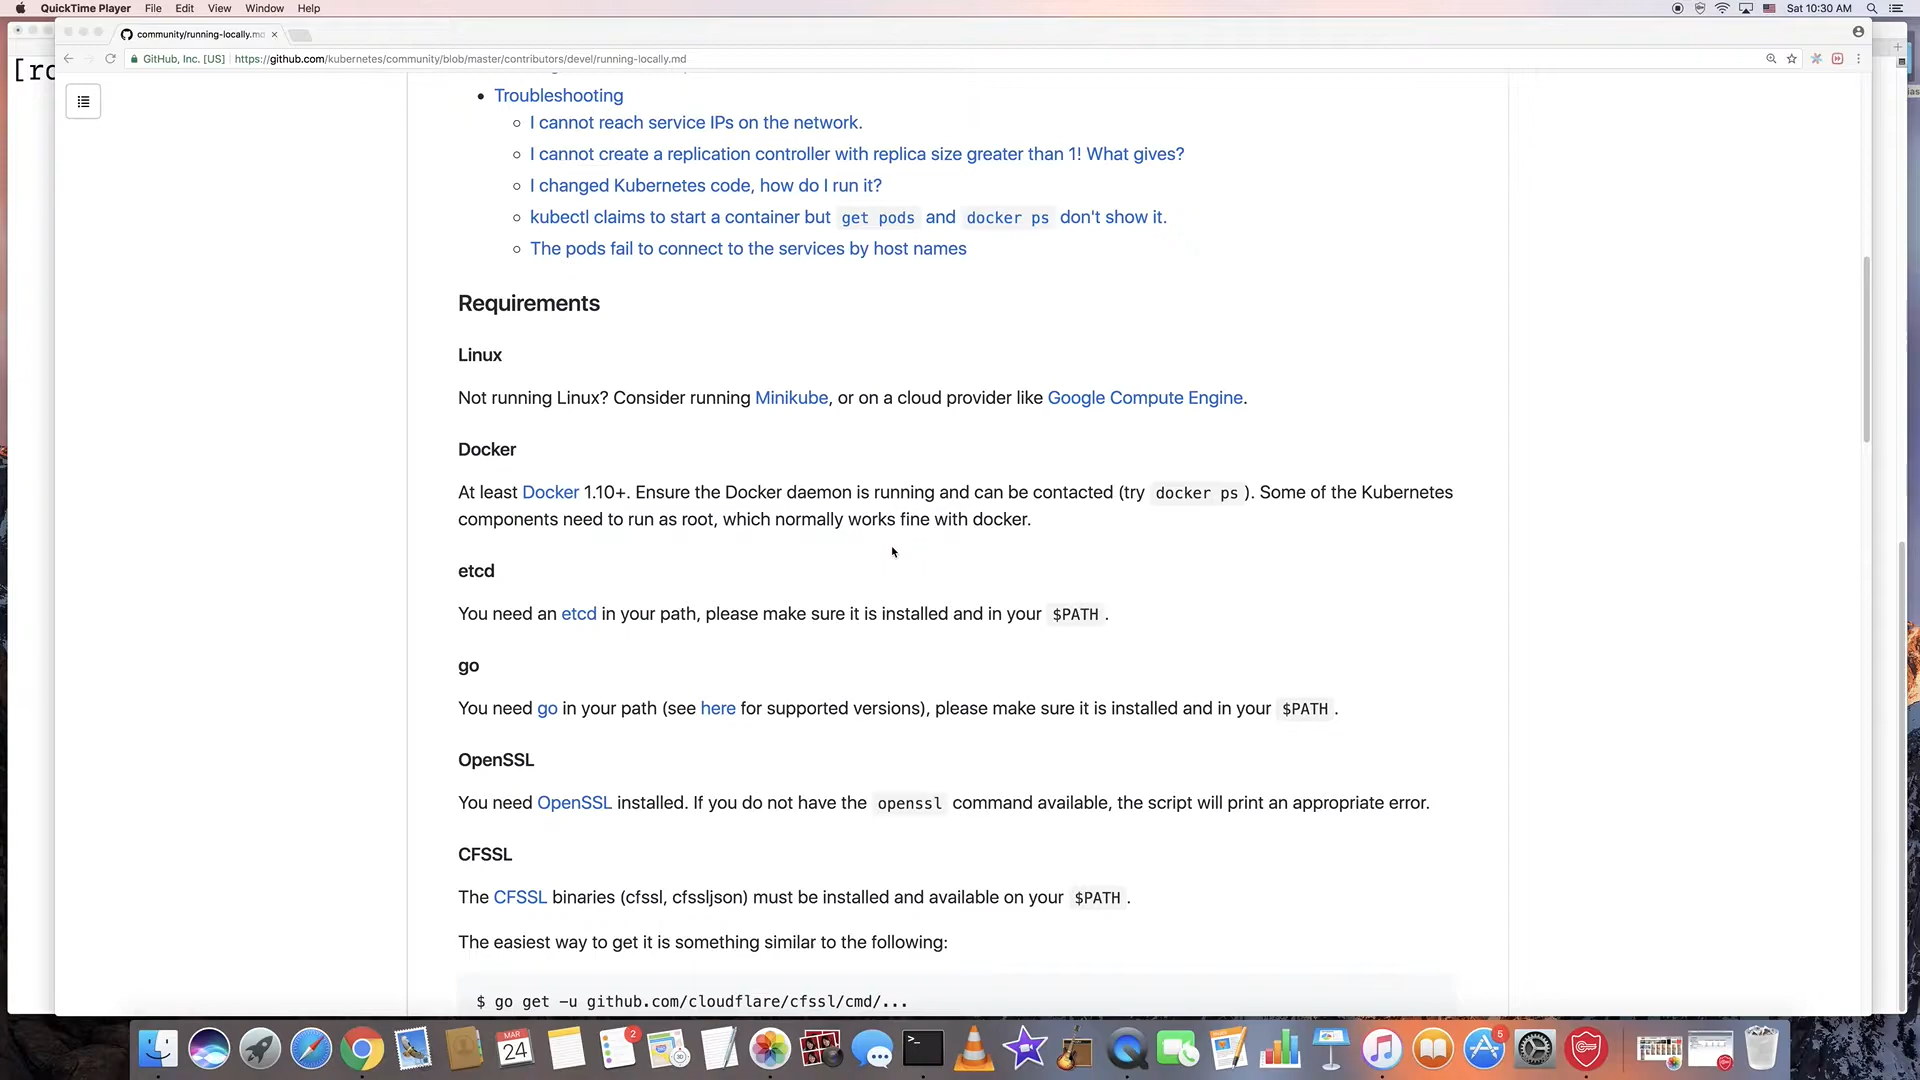 QuickTime Player File Edit View Window Help Sat 10:30 AM
community/running-locally.md
GitHub, Inc. [US] https://github.com/kubernetes/community/blob/master/contributors/devel/running-locally.md
[ro
Troubleshooting
I cannot reach service IPs on the network.
I cannot create a replication controller with replica size greater than 1! What gives?
I changed Kubernetes code, how do I run it?
kubectl claims to start a container but get pods and docker ps don't show it.
The pods fail to connect to the services by host names
Requirements
Linux
Not running Linux? Consider running Minikube, or on a cloud provider like Google Compute Engine.
Docker
At least Docker 1.10+. Ensure the Docker daemon is running and can be contacted (try docker ps ). Some of the Kubernetes
components need to run as root, which normally works fine with docker.
etcd
You need an etcd in your path, please make sure it is installed and in your $PATH .
go
You need go in your path (see here for supported versions), please make sure it is installed and in your $PATH .
OpenSSL
You need OpenSSL installed. If you do not have the openssl command available, the script will print an appropriate error.
CFSSL
The CFSSL binaries (cfssl, cfssljson) must be installed and available on your $PATH .
The easiest way to get it is something similar to the following:
$ go get -u github.com/cloudflare/cfssl/cmd/...
MAR
24
2
5